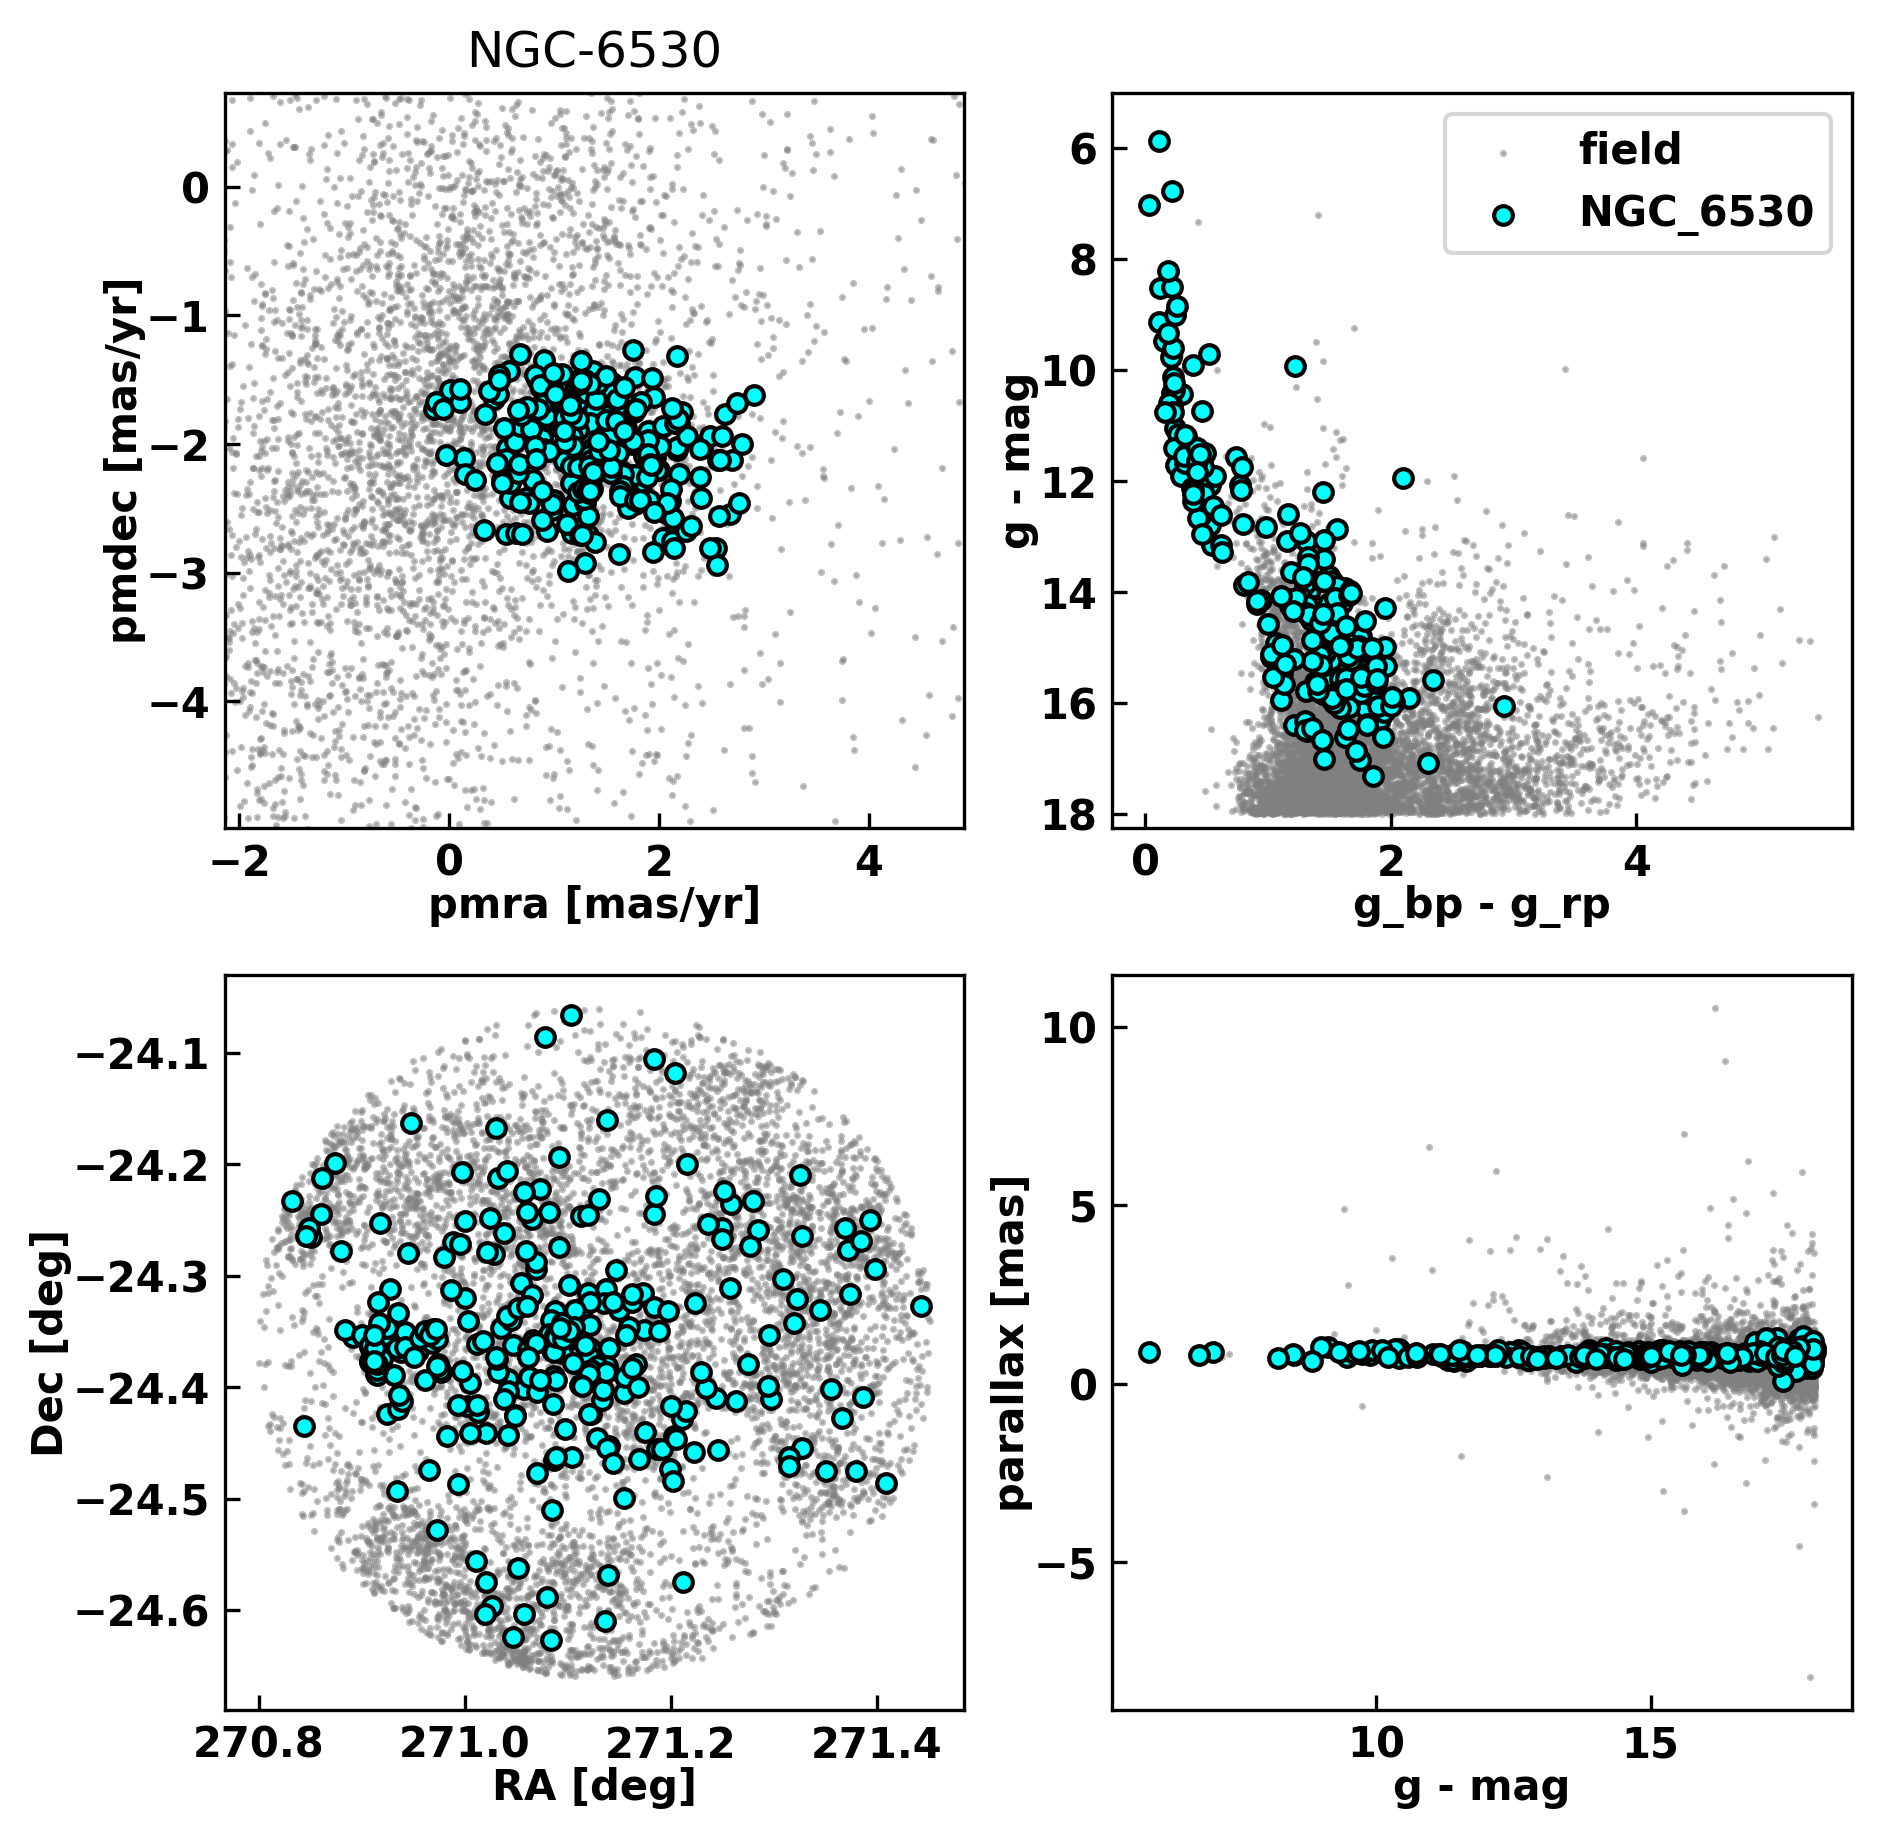 NGC-6530
0
−1
−2
−3
−4
pmdec [mas/yr]
−2 0 2 4
pmra [mas/yr]
6
8
10
12
14
16
18
g - mag
field
NGC_6530
0 2 4
g_bp - g_rp
−24.1
−24.2
−24.3
−24.4
−24.5
−24.6
Dec [deg]
270.8 271.0 271.2 271.4
RA [deg]
10
5
0
−5
parallax [mas]
10 15
g - mag